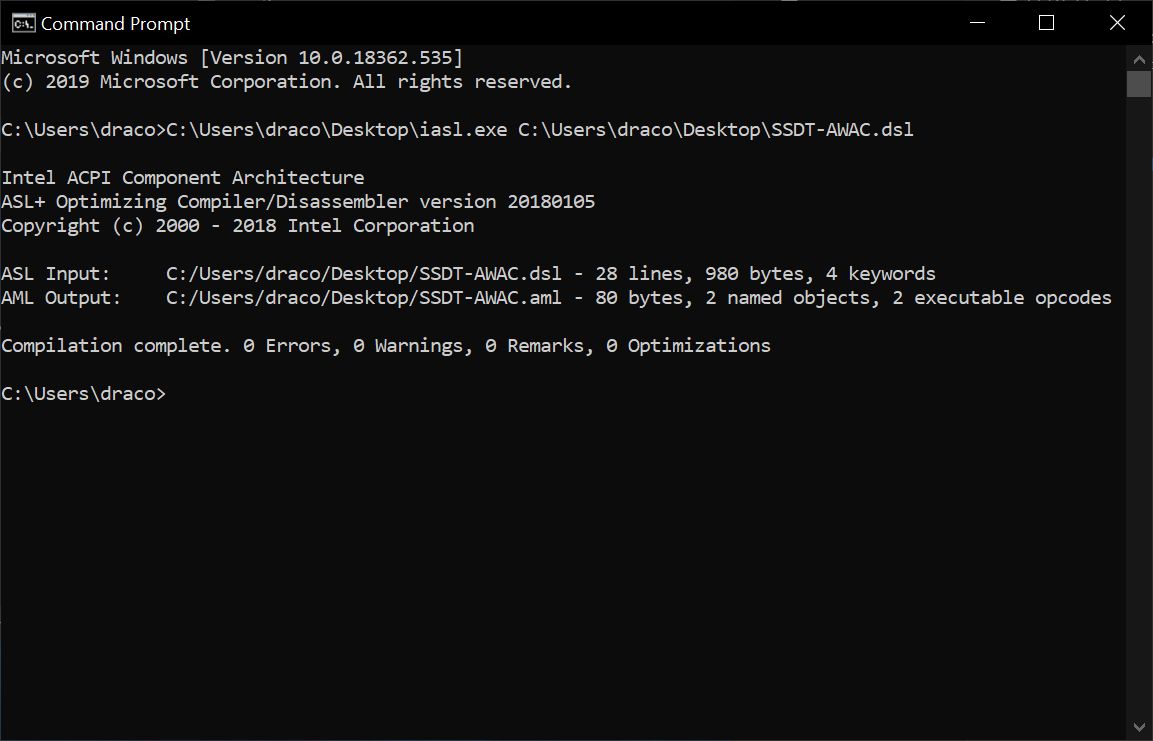 Command Prompt
Microsoft Windows [Version 10.0.18362.535]
(c) 2019 Microsoft Corporation. All rights reserved.
C:\Users\draco>C:\Users\draco\Desktop\iasl.exe C:\Users\draco\Desktop\SSDT-AWAC.dsl
Intel ACPI Component Architecture
ASL+ Optimizing Compiler/Disassembler version 20180105
Copyright (c) 2000 - 2018 Intel Corporation
ASL Input:     C:/Users/draco/Desktop/SSDT-AWAC.dsl - 28 lines, 980 bytes, 4 keywords
AML Output:    C:/Users/draco/Desktop/SSDT-AWAC.aml - 80 bytes, 2 named objects, 2 executable opcodes
Compilation complete. 0 Errors, 0 Warnings, 0 Remarks, 0 Optimizations
C:\Users\draco>